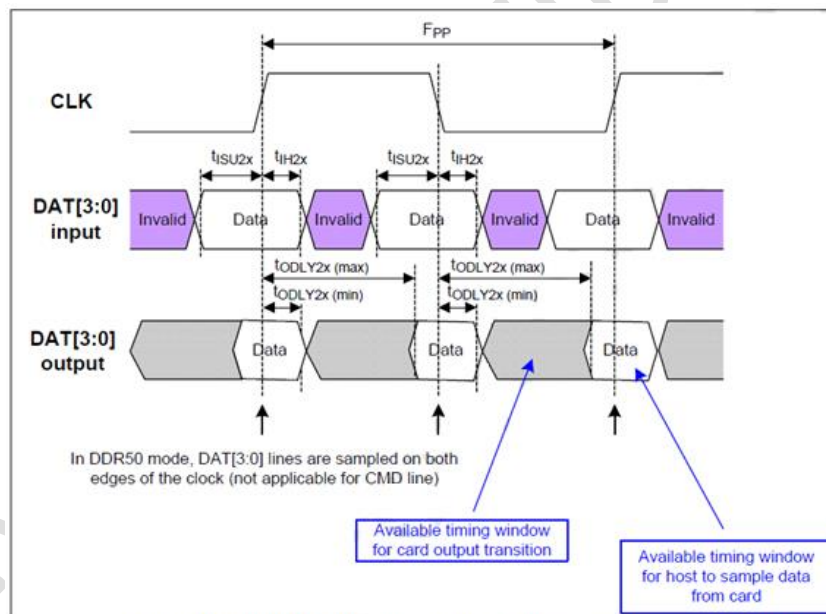 FPP
CLK
tISU2x tIH2x tISU2x tIH2x
DAT[3:0]
input
Invalid Data Invalid Data Invalid Data Invalid
tODLY2x (max) tODLY2x (max)
tODLY2x (min) tODLY2x (min)
DAT[3:0]
output
Data Data Data
In DDR50 mode, DAT[3:0] lines are sampled on both
edges of the clock (not applicable for CMD line)
Available timing window
for card output transition
Available timing window
for host to sample data
from card